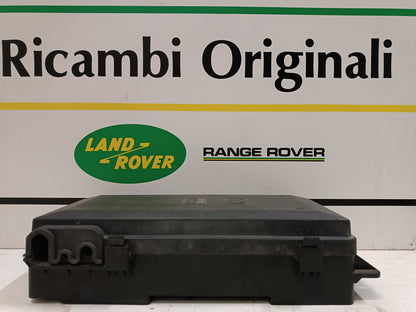 Ricambi Originali
LAND
ROVER
RANGE ROVER